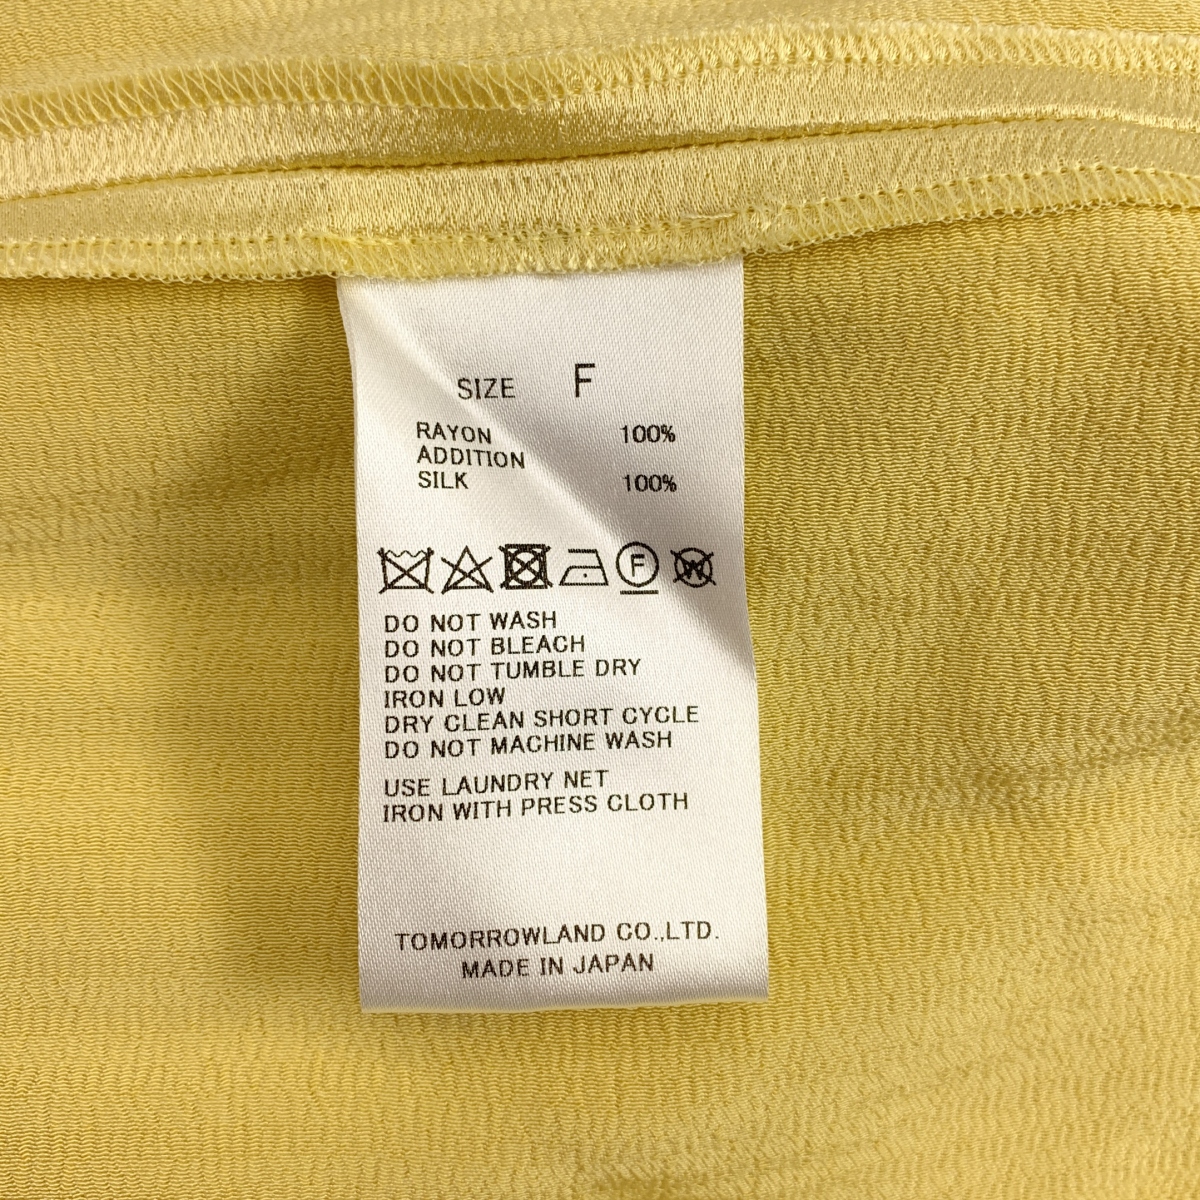 SIZE F
RAYON 100%
ADDITION
SILK 100%
F W
DO NOT WASH
DO NOT BLEACH
DO NOT TUMBLE DRY
IRON LOW
DRY CLEAN SHORT CYCLE
DO NOT MACHINE WASH
USE LAUNDRY NET
IRON WITH PRESS CLOTH
TOMORROWLAND CO.,LTD.
MADE IN JAPAN